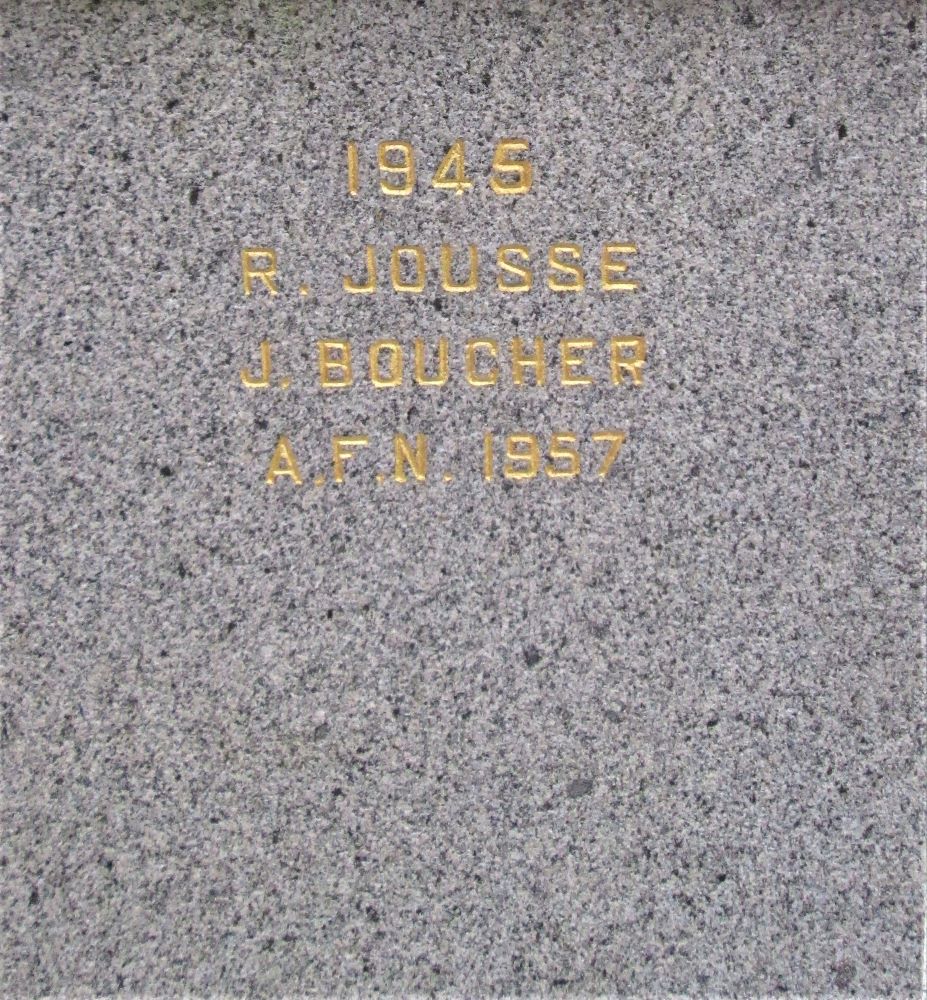 1945
R. JOUSSE
J. BOUCHER
A.F.N. 1957